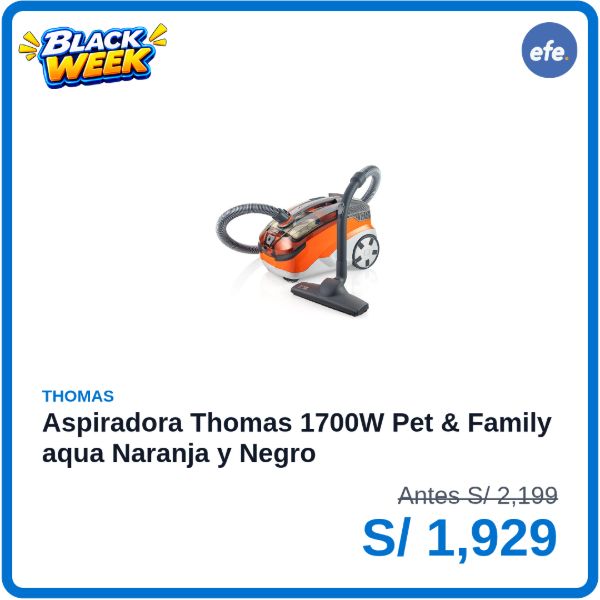 BLACK
WEEK
efe.
THOMAS
Aspiradora Thomas 1700W Pet & Family
aqua Naranja y Negro
Antes S/ 2,199
S/ 1,929